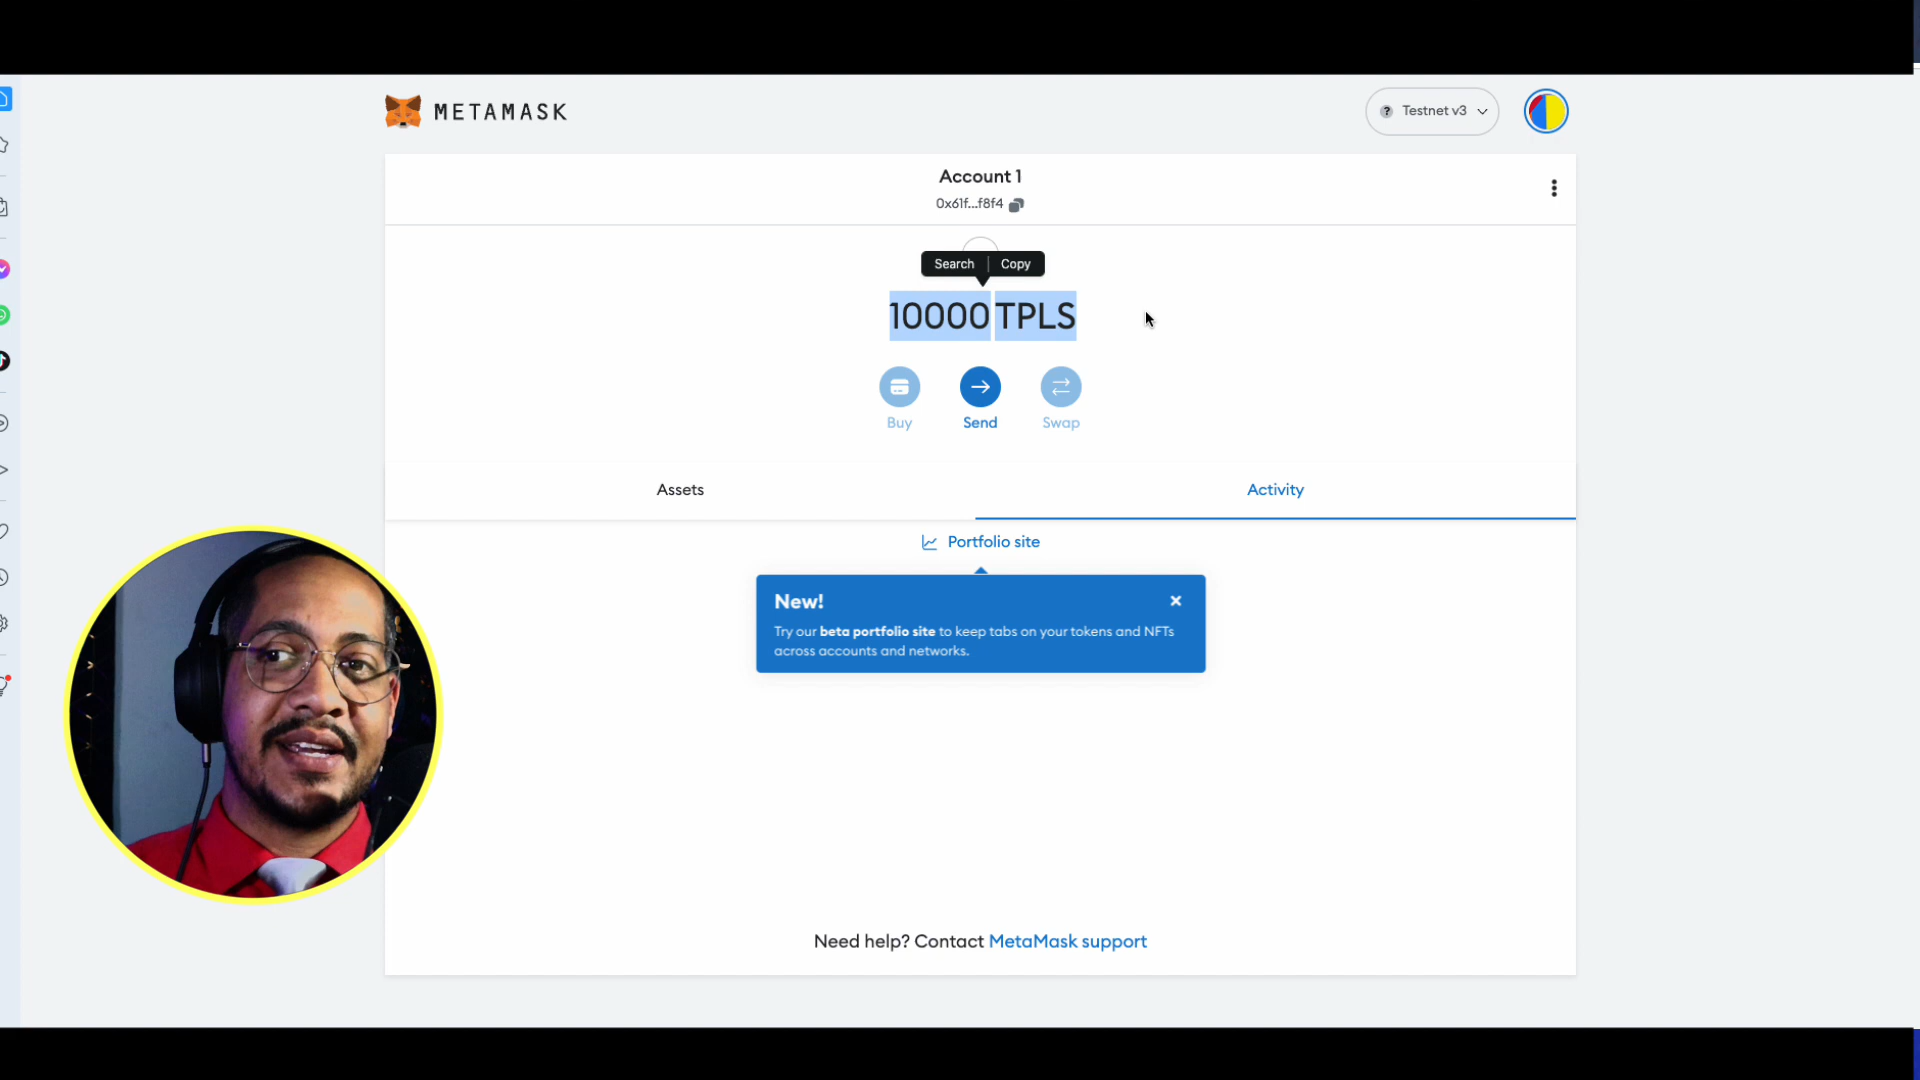 METAMASK
? Testnet v3
Account 1
0x61f...f8f4
Search | Copy
10000 TPLS
Buy
Send
Swap
Assets
Activity
Portfolio site
New!
Try our beta portfolio site to keep tabs on your tokens and NFTs
across accounts and networks.
Need help? Contact MetaMask support